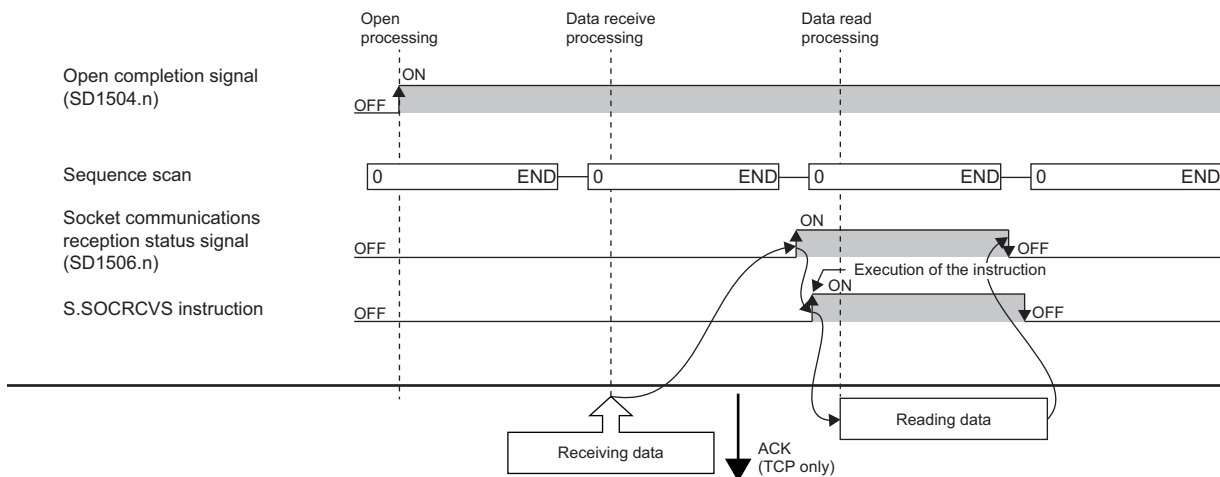 Open
processing
Data receive
processing
Data read
processing
Open completion signal
(SD1504.n)
ON
OFF
Sequence scan
0 END 0 END 0 END 0 END
Socket communications
reception status signal
(SD1506.n)
ON
OFF
OFF
Execution of the instruction
S.SOCRCVS instruction
ON
OFF
OFF
Receiving data
ACK
(TCP only)
Reading data